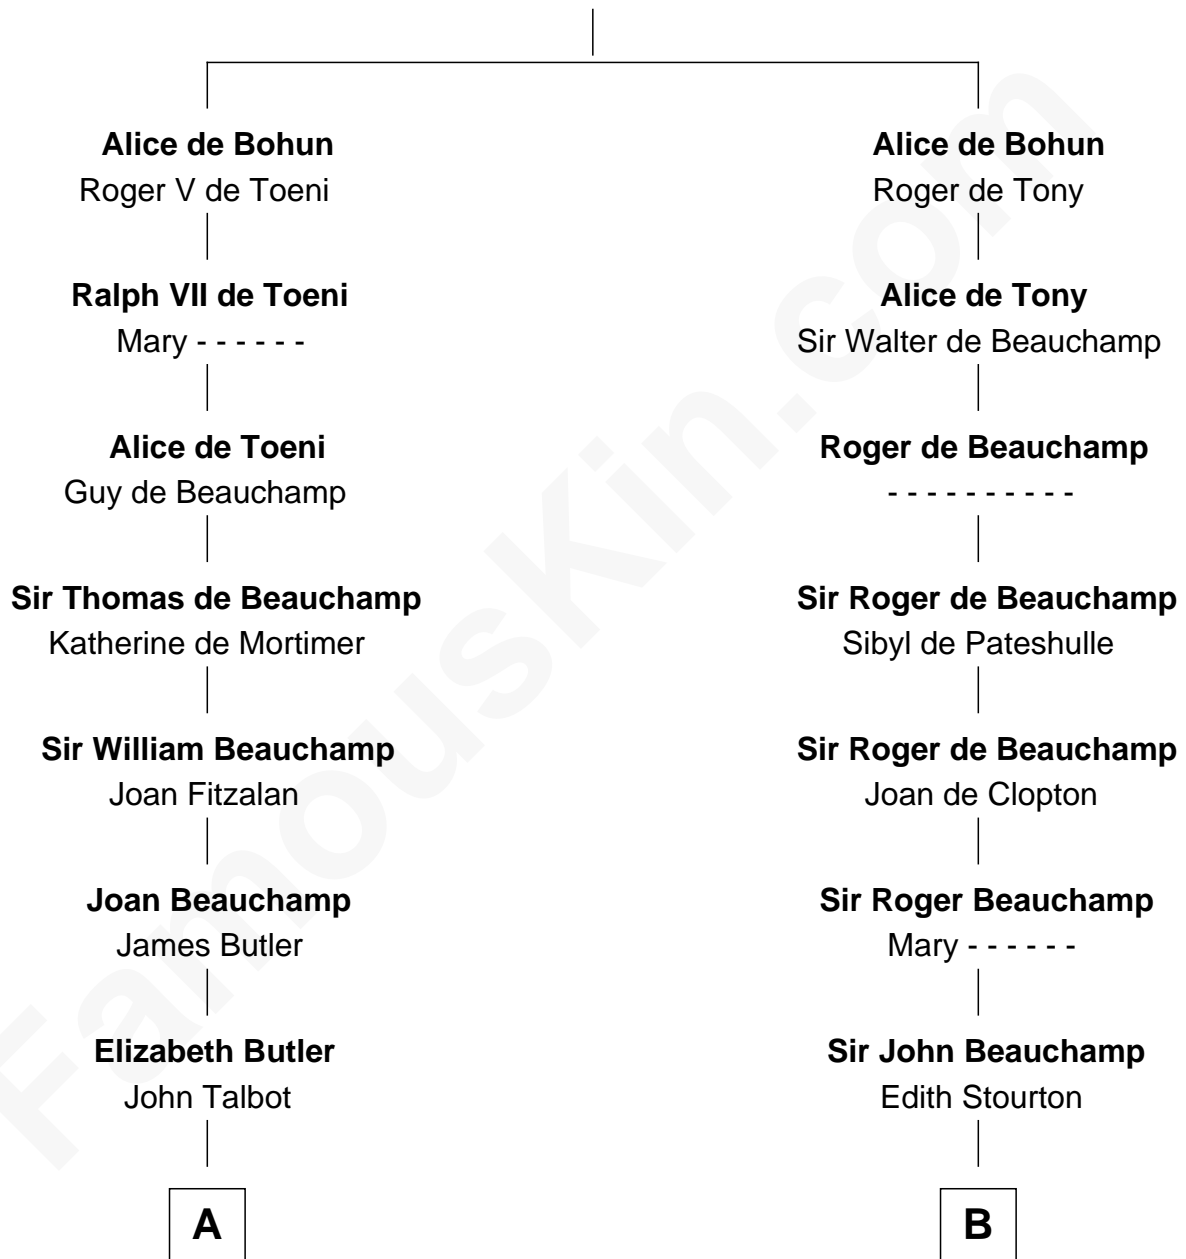 Alice de Bohun
Roger V de Toeni
Alice de Bohun
Roger de Tony
Ralph VII de Toeni
Mary - - - - - -
Alice de Tony
Sir Walter de Beauchamp
Alice de Toeni
Guy de Beauchamp
Roger de Beauchamp
- - - - - - - - - -
Sir Thomas de Beauchamp
Katherine de Mortimer
Sir Roger de Beauchamp
Sibyl de Pateshulle
Sir William Beauchamp
Joan Fitzalan
Sir Roger de Beauchamp
Joan de Clopton
Joan Beauchamp
James Butler
Sir Roger Beauchamp
Mary - - - - - -
Elizabeth Butler
John Talbot
Sir John Beauchamp
Edith Stourton
A
B
FamousKin.com